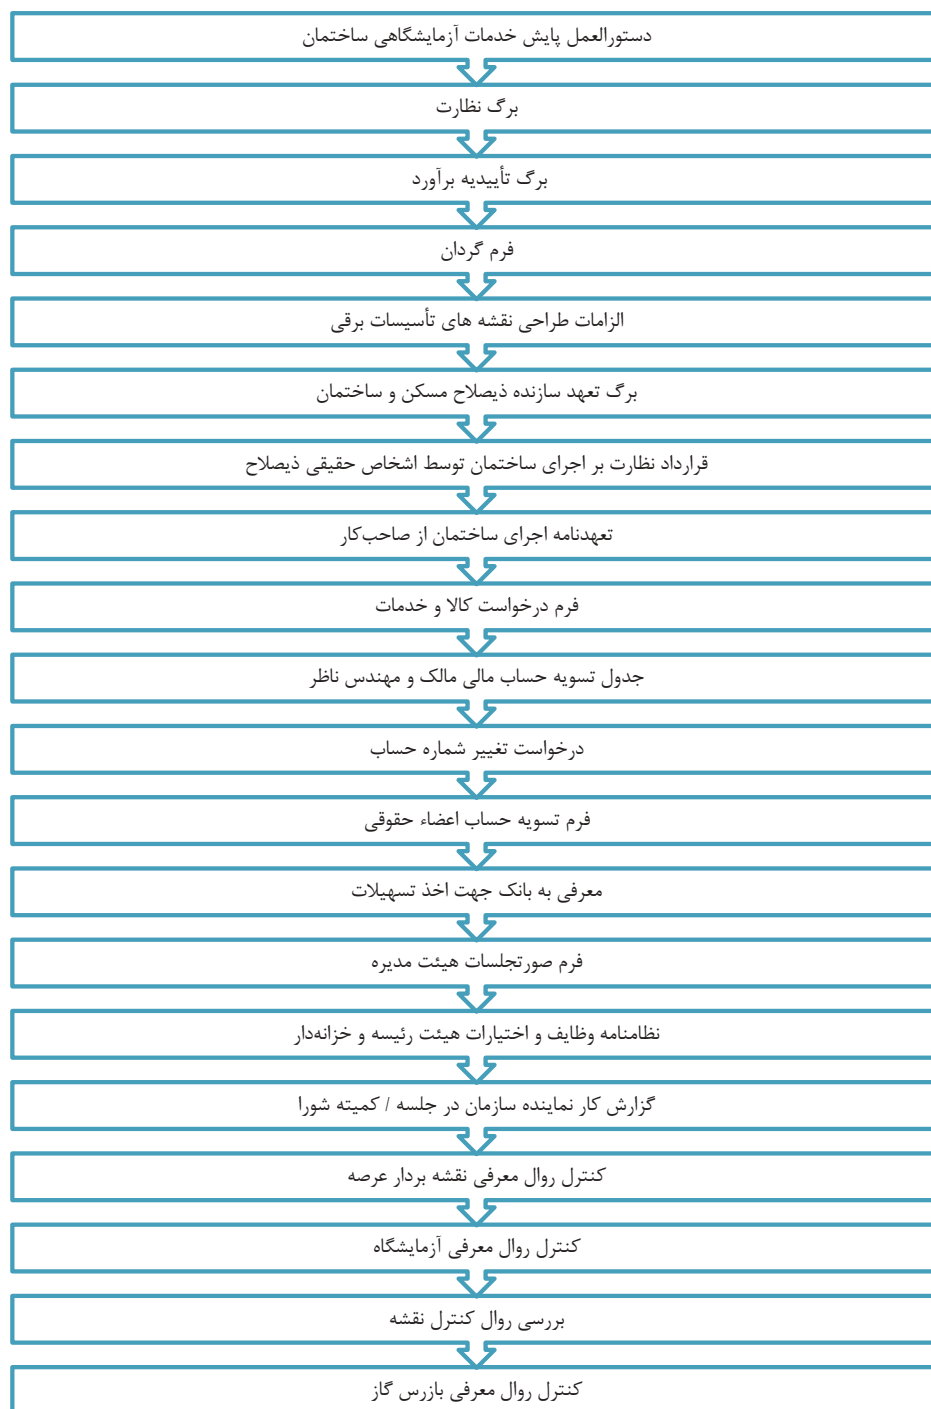 دستورالعمل پایش خدمات آزمایشگاهی ساختمان
برگ نظارت
برگ تأییدیه برآورد
فرم گردان
الزامات طراحی نقشه های تأسیسات برقی
برگ تعهد سازنده ذیصلاح مسکن و ساختمان
قرارداد نظارت بر اجرای ساختمان توسط اشخاص حقیقی ذیصلاح
تعهدنامه اجرای ساختمان از صاحب‌کار
فرم درخواست کالا و خدمات
جدول تسویه حساب مالی مالک و مهندس ناظر
درخواست تغییر شماره حساب
فرم تسویه حساب اعضاء حقوقی
معرفی به بانک جهت اخذ تسهیلات
فرم صورتجلسات هیئت مدیره
نظامنامه وظایف و اختیارات هیئت رئیسه و خزانه‌دار
گزارش کار نماینده سازمان در جلسه / کمیته شورا
کنترل روال معرفی نقشه بردار عرصه
کنترل روال معرفی آزمایشگاه
بررسی روال کنترل نقشه
کنترل روال معرفی بازرس گاز